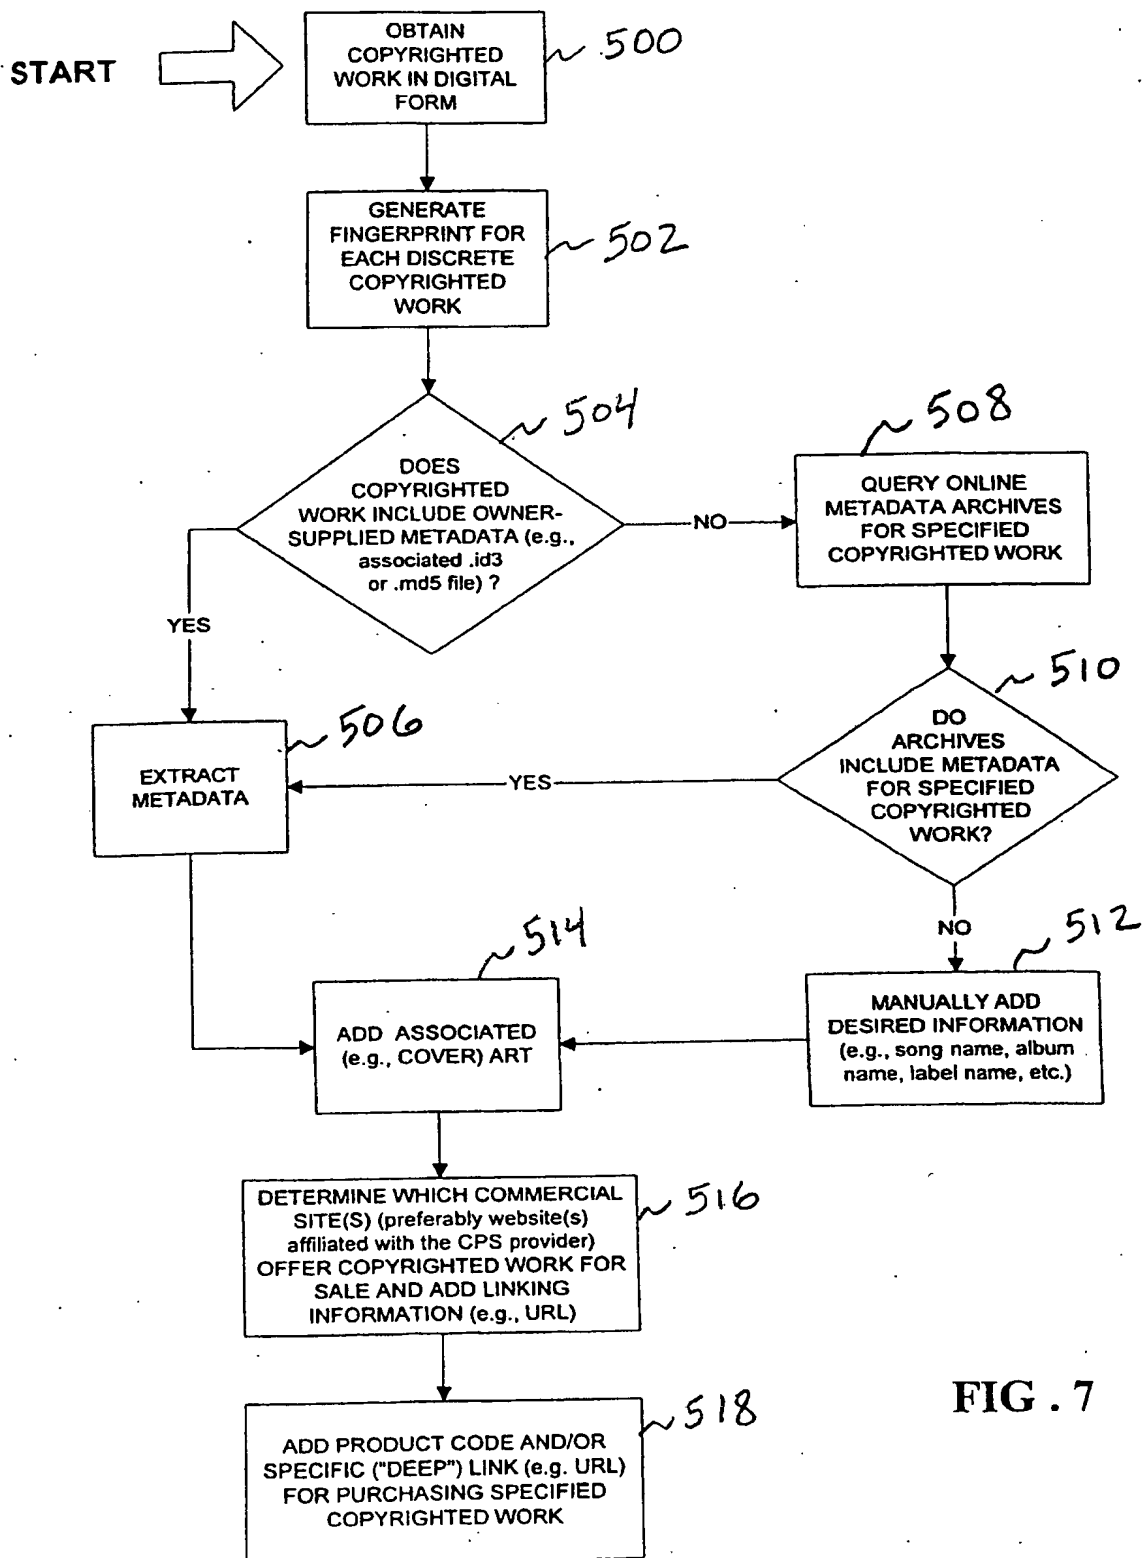 START
OBTAIN
COPYRIGHTED
WORK IN DIGITAL
FORM
500
GENERATE
FINGERPRINT FOR
EACH DISCRETE
COPYRIGHTED
WORK
502
504
DOES
COPYRIGHTED
WORK INCLUDE OWNER-
SUPPLIED METADATA (e.g.,
associated .id3
or .md5 file) ?
NO
508
QUERY ONLINE
METADATA ARCHIVES
FOR SPECIFIED
COPYRIGHTED WORK
YES
506
EXTRACT
METADATA
510
DO
ARCHIVES
INCLUDE METADATA
FOR SPECIFIED
COPYRIGHTED
WORK?
YES
NO
512
MANUALLY ADD
DESIRED INFORMATION
(e.g., song name, album
name, label name, etc.)
514
ADD ASSOCIATED
(e.g., COVER) ART
DETERMINE WHICH COMMERCIAL
SITE(S) (preferably website(s)
affiliated with the CPS provider)
OFFER COPYRIGHTED WORK FOR
SALE AND ADD LINKING
INFORMATION (e.g., URL)
516
ADD PRODUCT CODE AND/OR
SPECIFIC ("DEEP") LINK (e.g. URL)
FOR PURCHASING SPECIFIED
COPYRIGHTED WORK
518
FIG . 7